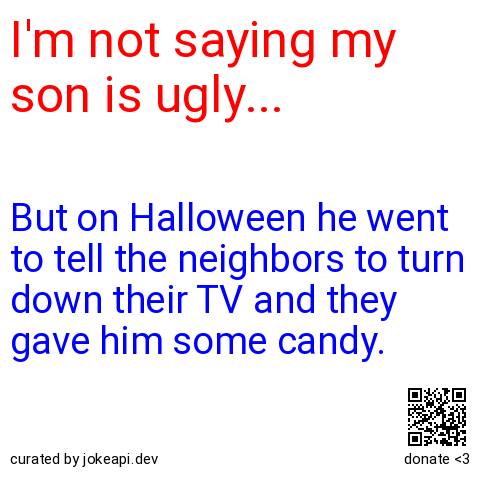 I'm not saying my
son is ugly...
But on Halloween he went
to tell the neighbors to turn
down their TV and they
gave him some candy.
curated by jokeapi.dev
donate <3